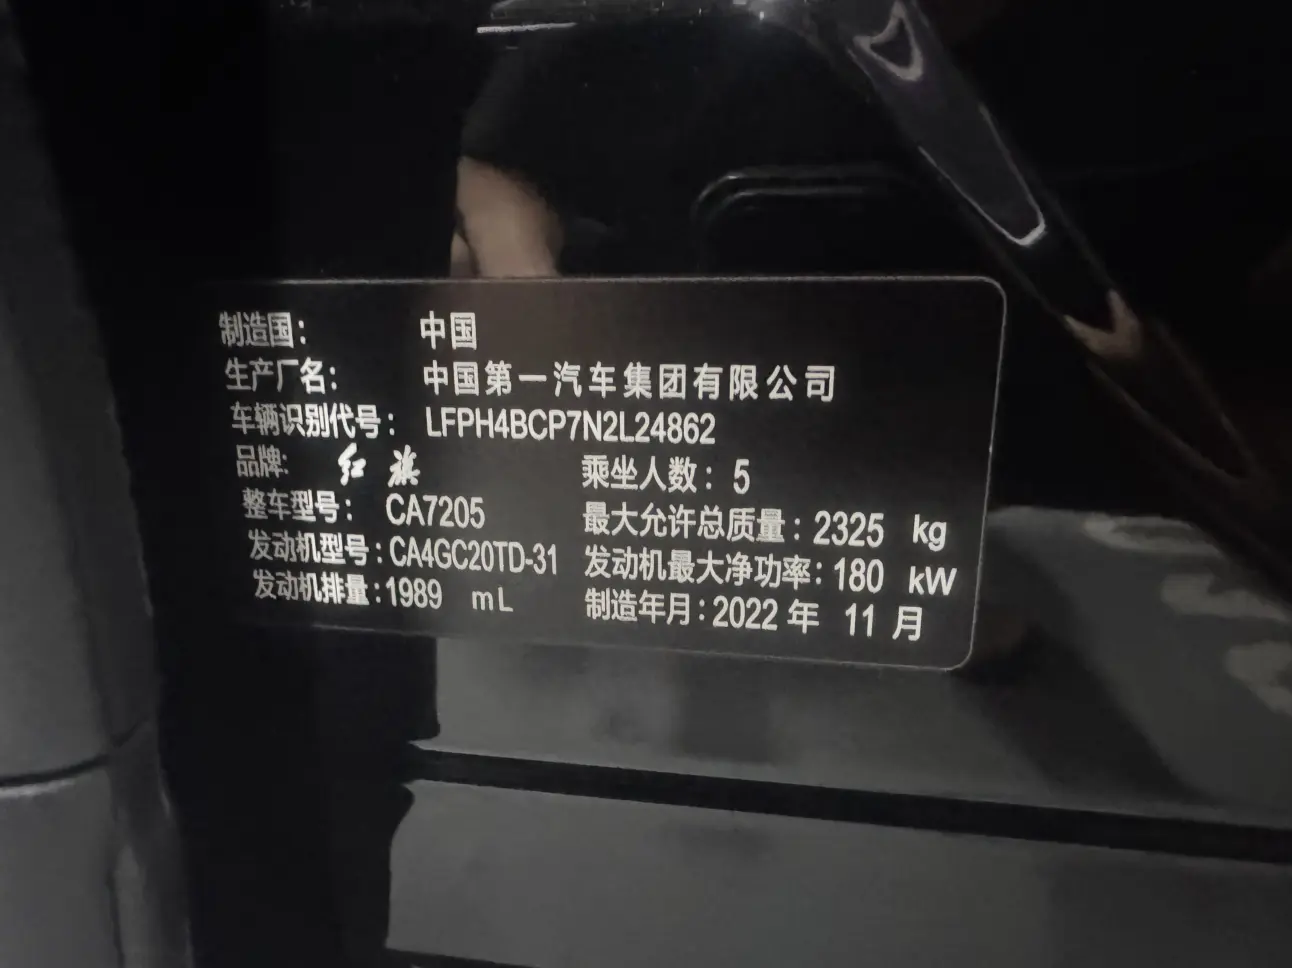 制造国: 中国
生产厂名: 中国第一汽车集团有限公司
车辆识别代号: LFPH4BCP7N2L24862
品牌: 红旗 乘坐人数: 5
整车型号: CA7205 最大允许总质量: 2325 kg
发动机型号: CA4GC20TD-31 发动机最大净功率: 180 kW
发动机排量: 1989 mL 制造年月: 2022 年 11 月